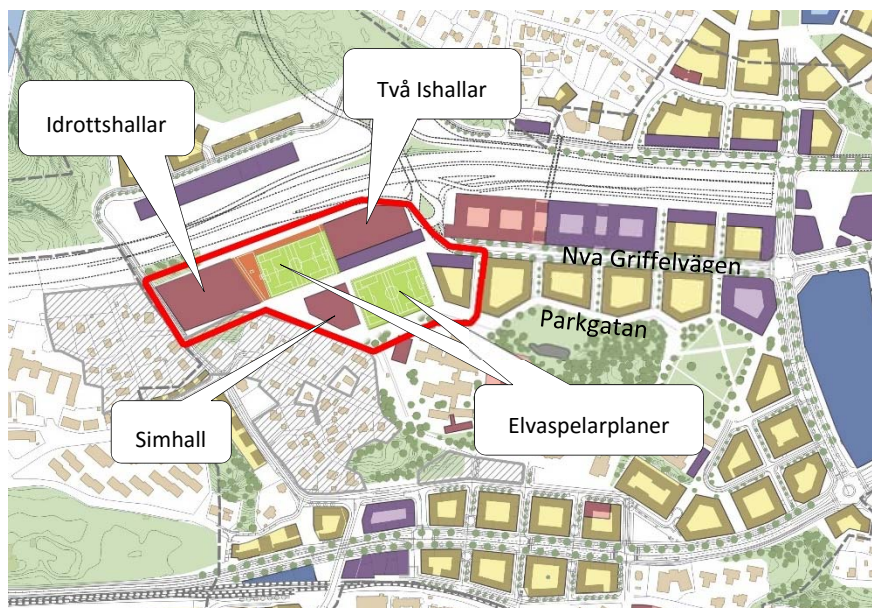 Två Ishallar
Idrottshallar
Nva Griffelvägen
Parkgatan
Simhall
Elvaspelarplaner